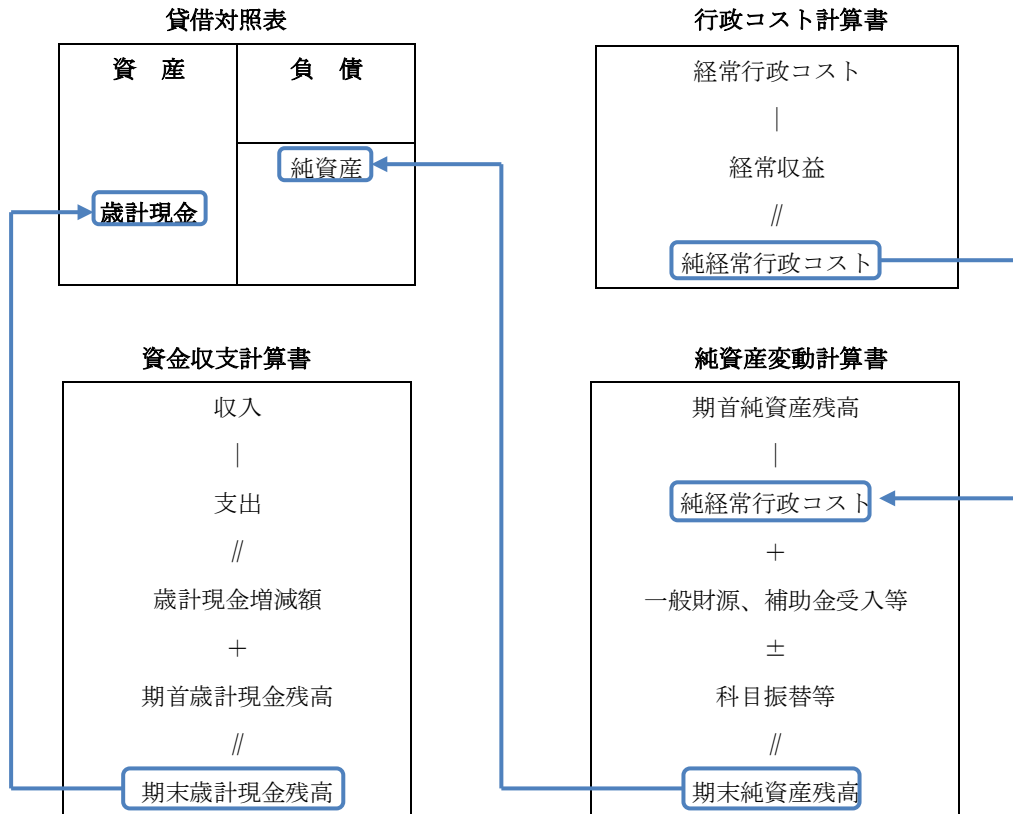 貸借対照表
資　産
負　債
純資産
歳計現金
行政コスト計算書
経常行政コスト
｜
経常収益
//
純経常行政コスト
資金収支計算書
収入
｜
支出
//
歳計現金増減額
＋
期首歳計現金残高
//
期末歳計現金残高
純資産変動計算書
期首純資産残高
｜
純経常行政コスト
＋
一般財源、補助金受入等
±
科目振替等
//
期末純資産残高